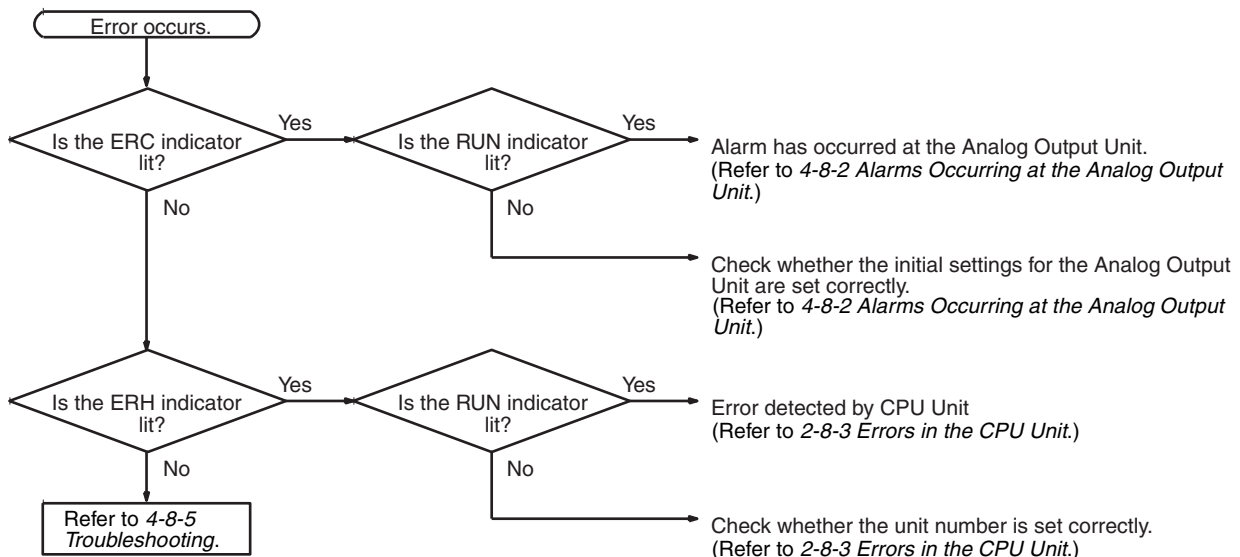 Error occurs.
Is the ERC indicator
lit?
Yes
No
Is the RUN indicator
lit?
Yes
No
Alarm has occurred at the Analog Output Unit.
(Refer to 4-8-2 Alarms Occurring at the Analog Output
Unit.)
Check whether the initial settings for the Analog Output
Unit are set correctly.
(Refer to 4-8-2 Alarms Occurring at the Analog Output
Unit.)
Is the ERH indicator
lit?
Yes
No
Is the RUN indicator
lit?
Yes
No
Error detected by CPU Unit
(Refer to 2-8-3 Errors in the CPU Unit.)
Refer to 4-8-5
Troubleshooting.
Check whether the unit number is set correctly.
(Refer to 2-8-3 Errors in the CPU Unit.)